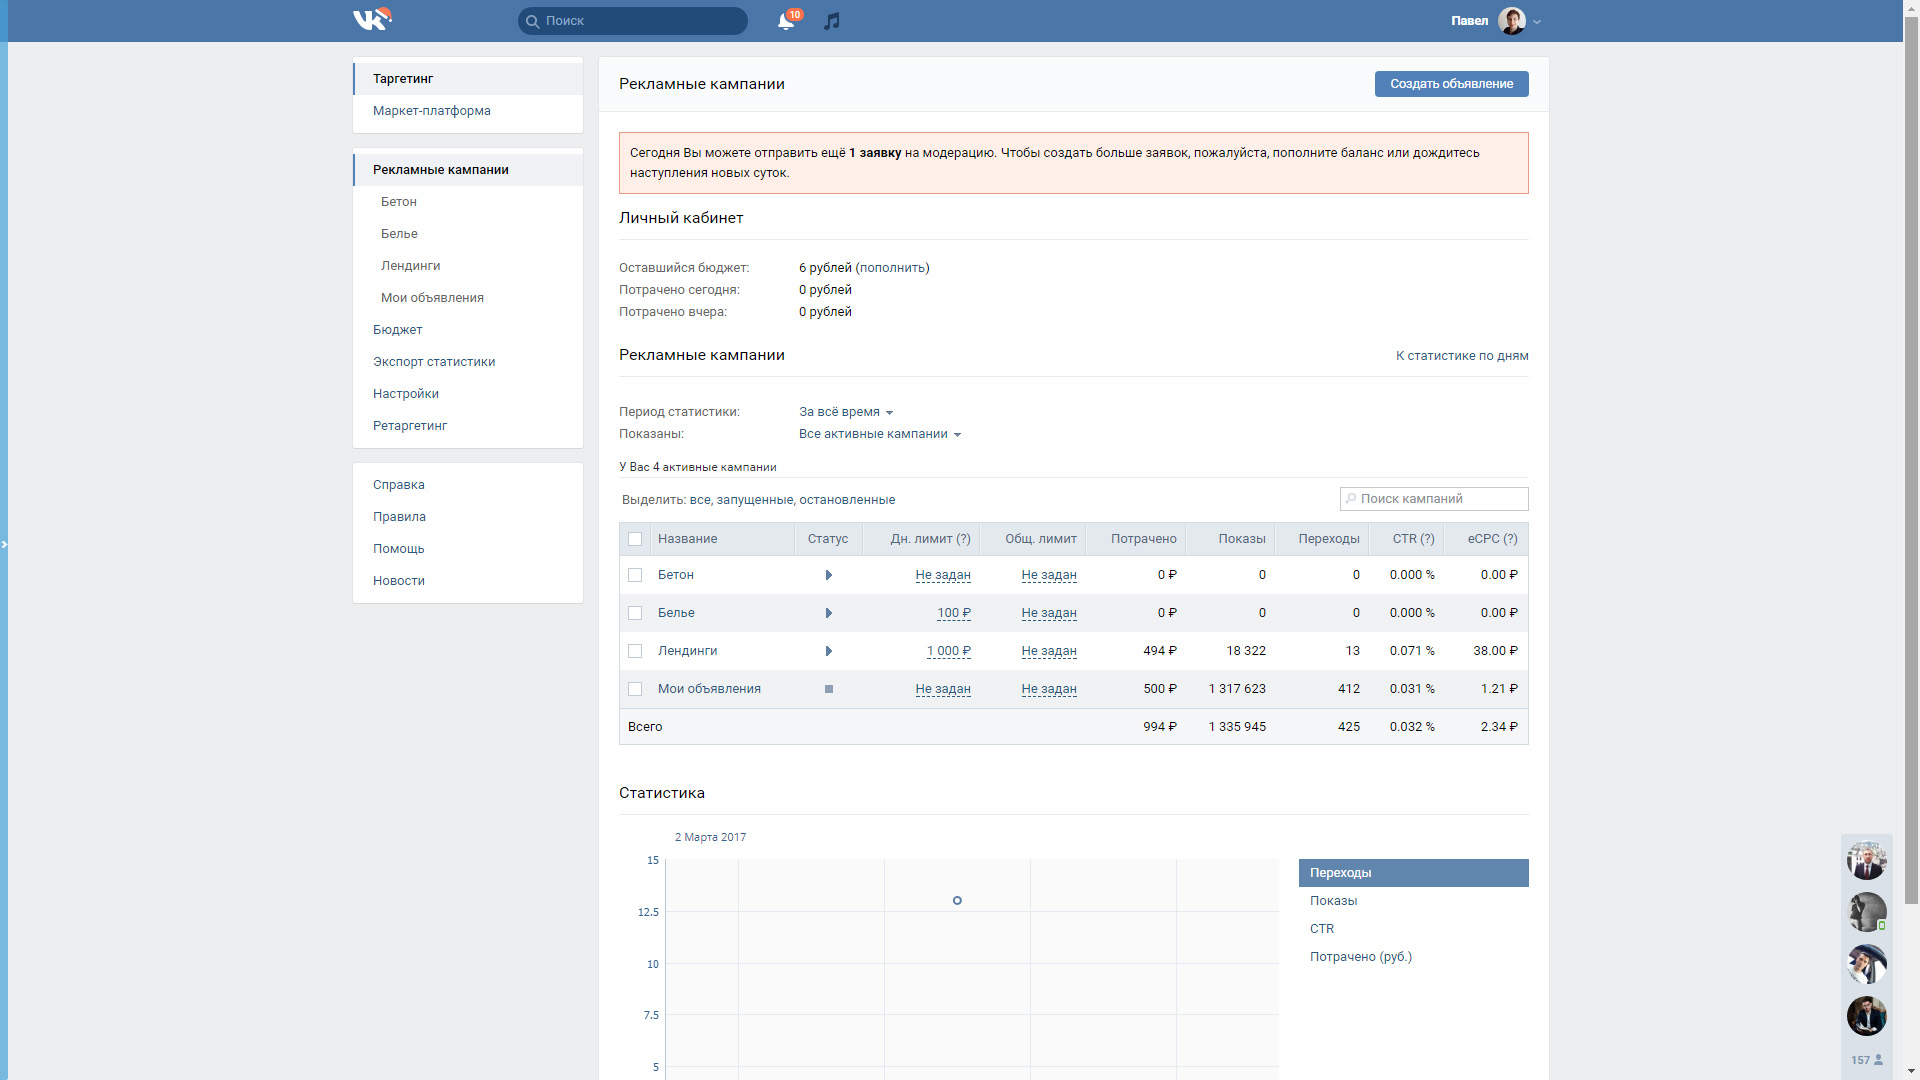 Поиск
10
Павел
Таргетинг
Маркет-платформа
Рекламные кампании
Бетон
Белье
Лендинги
Мои объявления
Бюджет
Экспорт статистики
Настройки
Ретаргетинг
Справка
Правила
Помощь
Новости
Рекламные кампании
Создать объявление
Сегодня Вы можете отправить ещё 1 заявку на модерацию. Чтобы создать больше заявок, пожалуйста, пополните баланс или дождитесь
наступления новых суток.
Личный кабинет
Оставшийся бюджет: 6 рублей (пополнить)
Потрачено сегодня: 0 рублей
Потрачено вчера: 0 рублей
Рекламные кампании К статистике по дням
Период статистики: За всё время
Показаны: Все активные кампании
У Вас 4 активные кампании
Выделить: все, запущенные, остановленные Поиск кампаний
Название Статус Дн. лимит (?) Общ. лимит Потрачено Показы Переходы CTR (?) eCPC (?)
Бетон Не задан Не задан 0 ₽ 0 0 0.000 % 0.00 ₽
Белье 100 ₽ Не задан 0 ₽ 0 0 0.000 % 0.00 ₽
Лендинги 1 000 ₽ Не задан 494 ₽ 18 322 13 0.071 % 38.00 ₽
Мои объявления Не задан Не задан 500 ₽ 1 317 623 412 0.031 % 1.21 ₽
Всего 994 ₽ 1 335 945 425 0.032 % 2.34 ₽
Статистика
2 Марта 2017
15
12.5
10
7.5
5
Переходы
Показы
CTR
Потрачено (руб.)
157